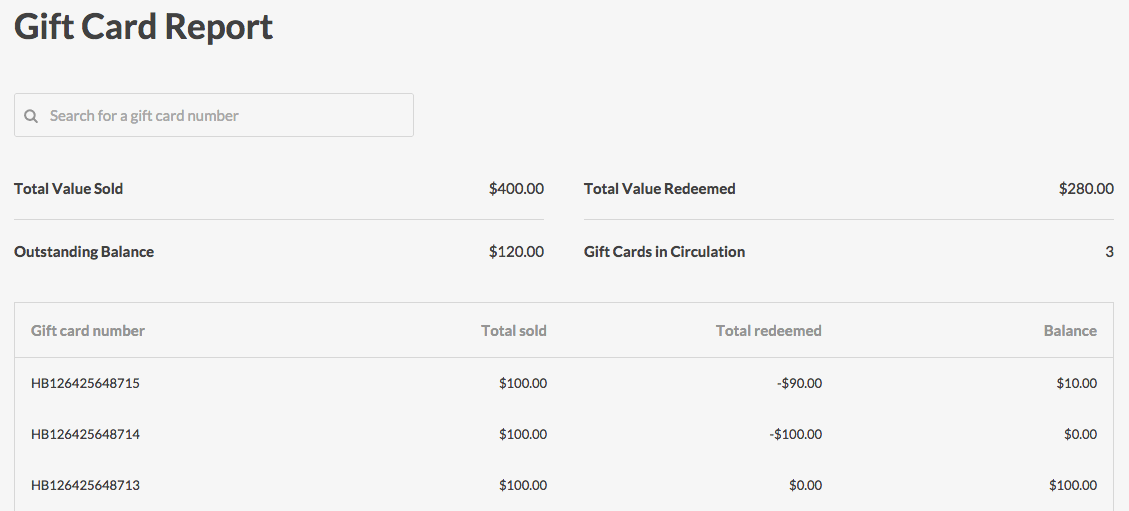 Gift Card Report
Search for a gift card number
Total Value Sold $400.00 Total Value Redeemed $280.00
Outstanding Balance $120.00 Gift Cards in Circulation 3
Gift card number Total sold Total redeemed Balance
HB126425648715 $100.00 -$90.00 $10.00
HB126425648714 $100.00 -$100.00 $0.00
HB126425648713 $100.00 $0.00 $100.00